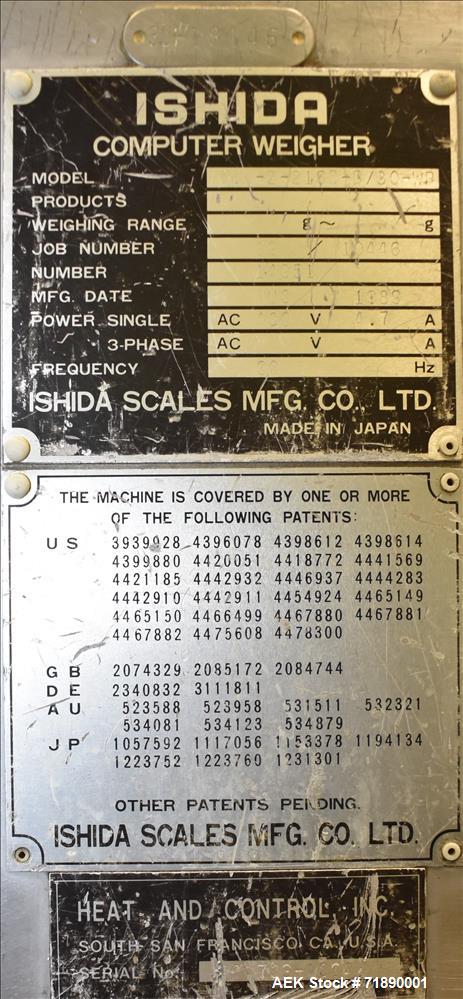 ISHIDA
COMPUTER WEIGHER
MODEL
PRODUCTS
WEIGHING RANGE g ~ g
JOB NUMBER
NUMBER
MFG. DATE
POWER SINGLE AC V 4.7 A
3-PHASE AC V A
FREQUENCY Hz
ISHIDA SCALES MFG. CO., LTD.
MADE IN JAPAN
THE MACHINE IS COVERED BY ONE OR MORE
OF THE FOLLOWING PATENTS:
US 3939928 4396078 4398612 4398614
4399880 4420051 4418772 4441569
4421185 4442932 4446937 4444283
4442910 4442911 4454924 4465149
4465150 4466499 4467880 4467881
4467882 4475608 4478300
GB 2074329 2085172 2084744
DE 2340832 3111811
AU 523588 523958 531511 532321
534081 534123 534879
JP 1057592 1117056 1153378 1194134
1223752 1223760 1231301
OTHER PATENTS PENDING.
ISHIDA SCALES MFG. CO. LTD.
HEAT AND CONTROL, INC.
SOUTH SAN FRANCISCO CA, U.S.A.
SERIAL No.
AEK Stock#71890001